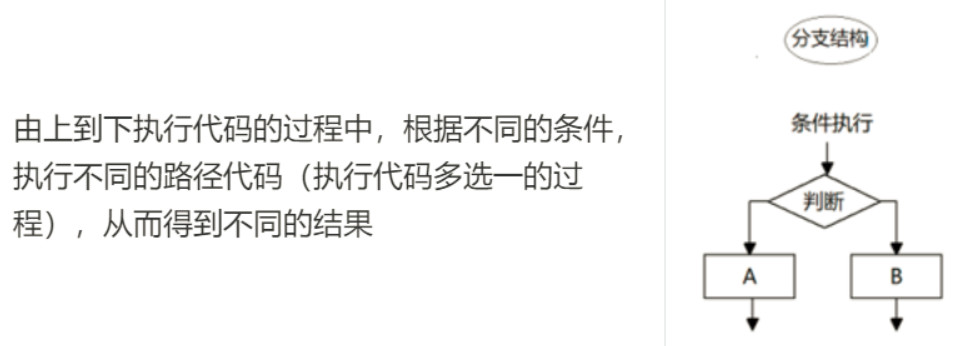 由上到下执行代码的过程中，根据不同的条件，
执行不同的路径代码（执行代码多选一的过
程），从而得到不同的结果
分支结构
条件执行
判断
A
B